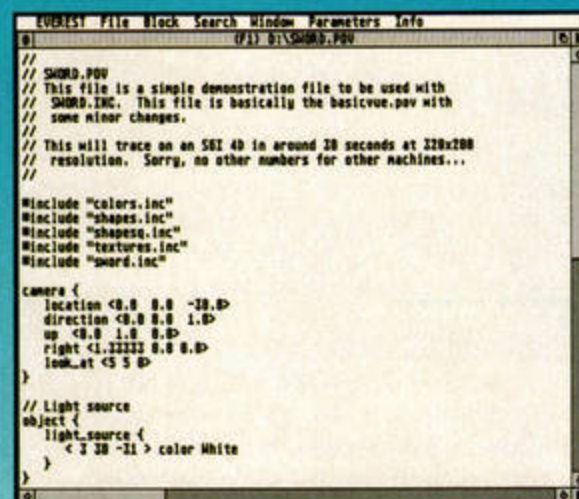 EVEREST File Block Search Window Parameters Info
(F1) D:\SWORD.POV
//
// SWORD.POV
// This file is a simple demonstration file to be used with
// SWORD.INC. This file is basically the basicvue.pov with
// some minor changes.
//
// This will trace on an SGI 4D in around 30 seconds at 320x200
// resolution. Sorry, no other numbers for other machines...
//
#include "colors.inc"
#include "shapes.inc"
#include "shapesq.inc"
#include "textures.inc"
#include "sword.inc"
camera {
location <0.0 0.0 -30.0>
direction <0.0 0.0 1.0>
up <0.0 1.0 0.0>
right <1.33333 0.0 0.0>
look_at <5 5 0>
}
// Light source
object {
light_source {
< 3 30 -31 > color White
}
}